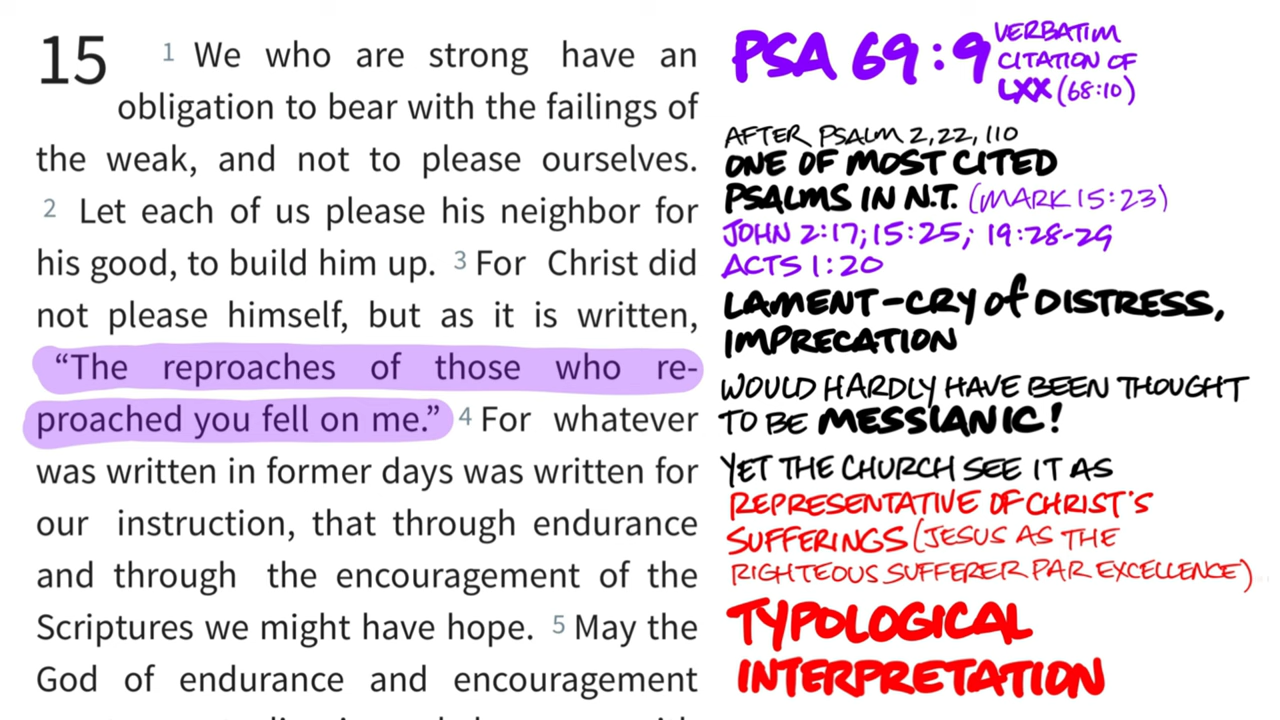 15 1 We who are strong have an
obligation to bear with the failings of
the weak, and not to please ourselves.
2 Let each of us please his neighbor for
his good, to build him up. 3 For Christ did
not please himself, but as it is written,
“The reproaches of those who re-
proached you fell on me.” 4 For whatever
was written in former days was written for
our instruction, that through endurance
and through the encouragement of the
Scriptures we might have hope. 5 May the
God of endurance and encouragement
PSA 69:9
VERBATIM
CITATION OF
LXX (68:10)
AFTER PSALM 2, 22, 110
ONE OF MOST CITED
PSALMS IN N.T. (MARK 15:23)
JOHN 2:17; 15:25; 19:28-29
ACTS 1:20
LAMENT-CRY of DISTRESS,
IMPRECATION
WOULD HARDLY HAVE BEEN THOUGHT
TO BE MESSIANIC!
YET THE CHURCH SEE IT AS
REPRESENTATIVE OF CHRIST'S
SUFFERINGS (JESUS AS THE
RIGHTEOUS SUFFERER PAR EXCELLENCE)
TYPOLOGICAL
INTERPRETATION